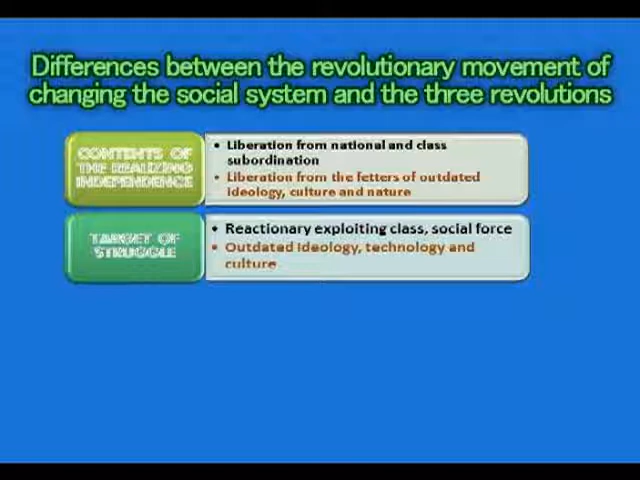 Differences between the revolutionary movement of
changing the social system and the three revolutions
CONTENTS OF
THE REALIZING
INDEPENDENCE
• Liberation from national and class
subordination
• Liberation from the fetters of outdated
ideology, culture and nature
TARGET OF
STRUGGLE
• Reactionary exploiting class, social force
• Outdated ideology, technology and
culture